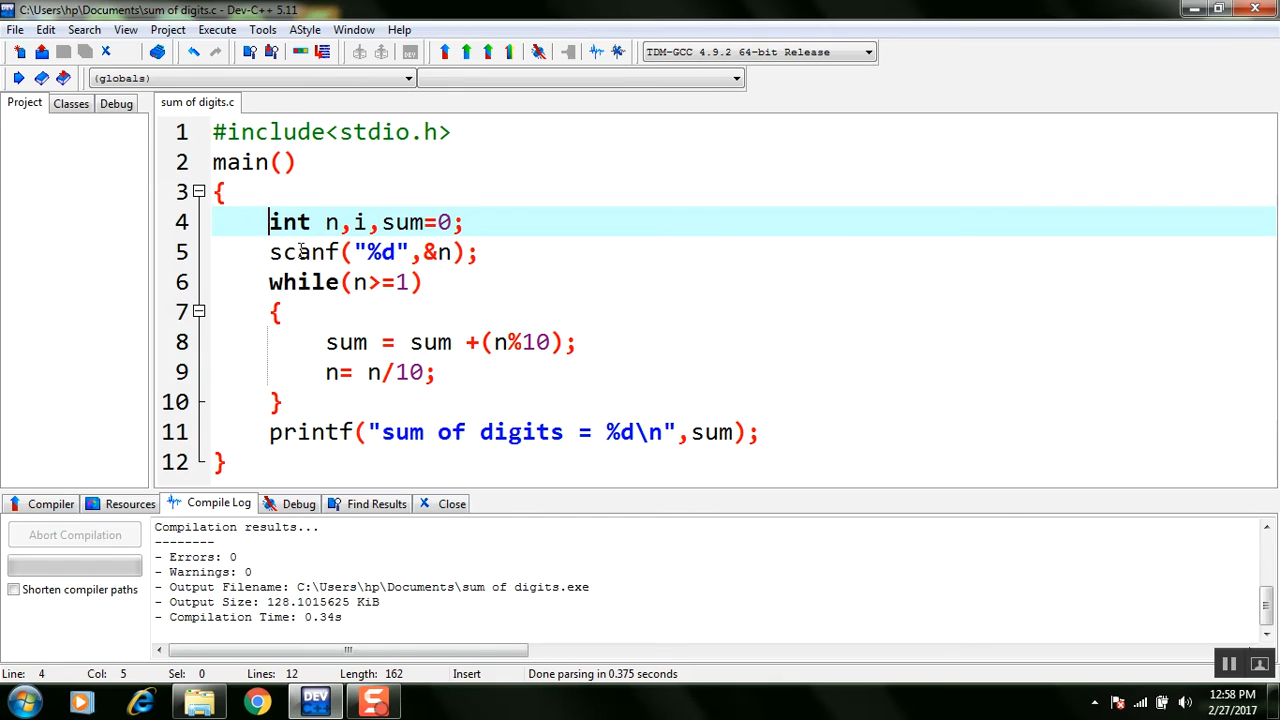 C:\Users\hp\Documents\sum of digits.c - Dev-C++ 5.11
File Edit Search View Project Execute Tools AStyle Window Help
TDM-GCC 4.9.2 64-bit Release
(globals)
Project Classes Debug
sum of digits.c
1 #include<stdio.h>
2 main()
3 {
4 int n,i,sum=0;
5 scanf("%d",&n);
6 while(n>=1)
7 {
8 sum = sum +(n%10);
9 n= n/10;
10 }
11 printf("sum of digits = %d\n",sum);
12 }
Compiler Resources Compile Log Debug Find Results Close
Abort Compilation
Shorten compiler paths
Compilation results...
--------
- Errors: 0
- Warnings: 0
- Output Filename: C:\Users\hp\Documents\sum of digits.exe
- Output Size: 128.1015625 KiB
- Compilation Time: 0.34s
Line: 4 Col: 5 Sel: 0 Lines: 12 Length: 162 Insert Done parsing in 0.375 seconds
DEV
12:58 PM
2/27/2017